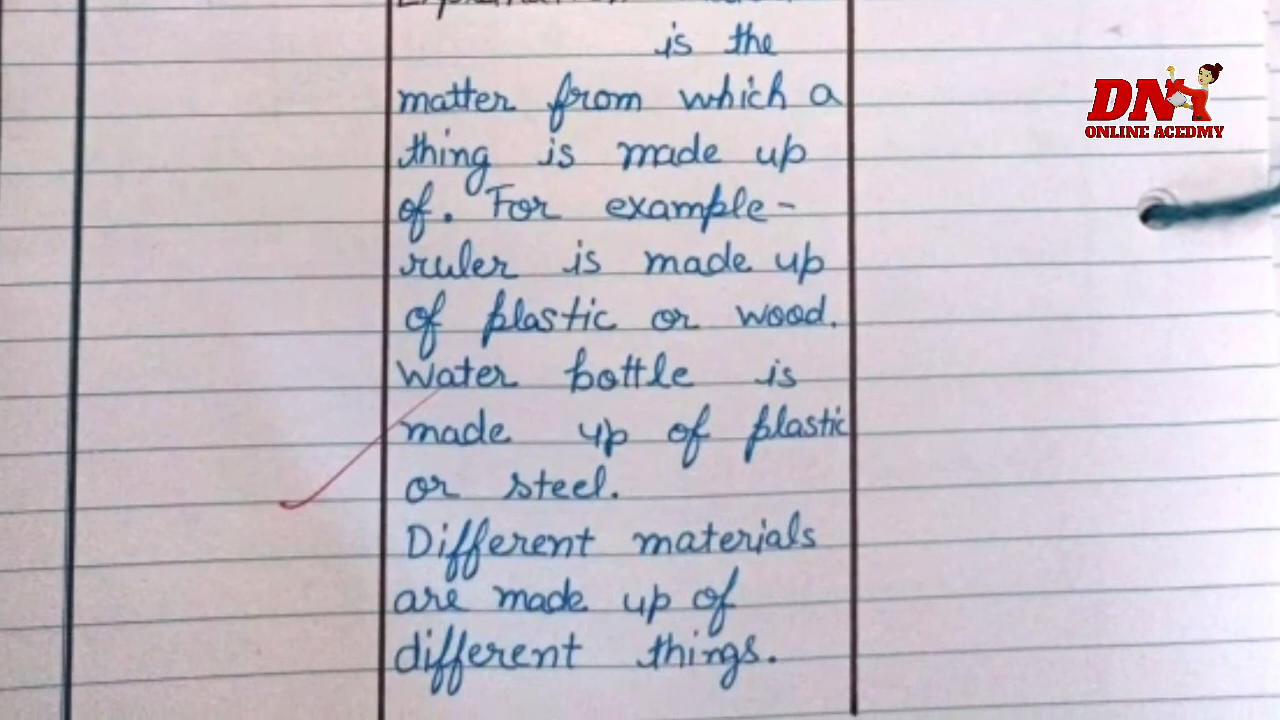 is the
matter from which a
thing is made up
of. For example-
ruler is made up
of plastic or wood.
Water bottle is
made up of plastic
or steel.
Different materials
are made up of
different things.
DNA
ONLINE ACEDMY